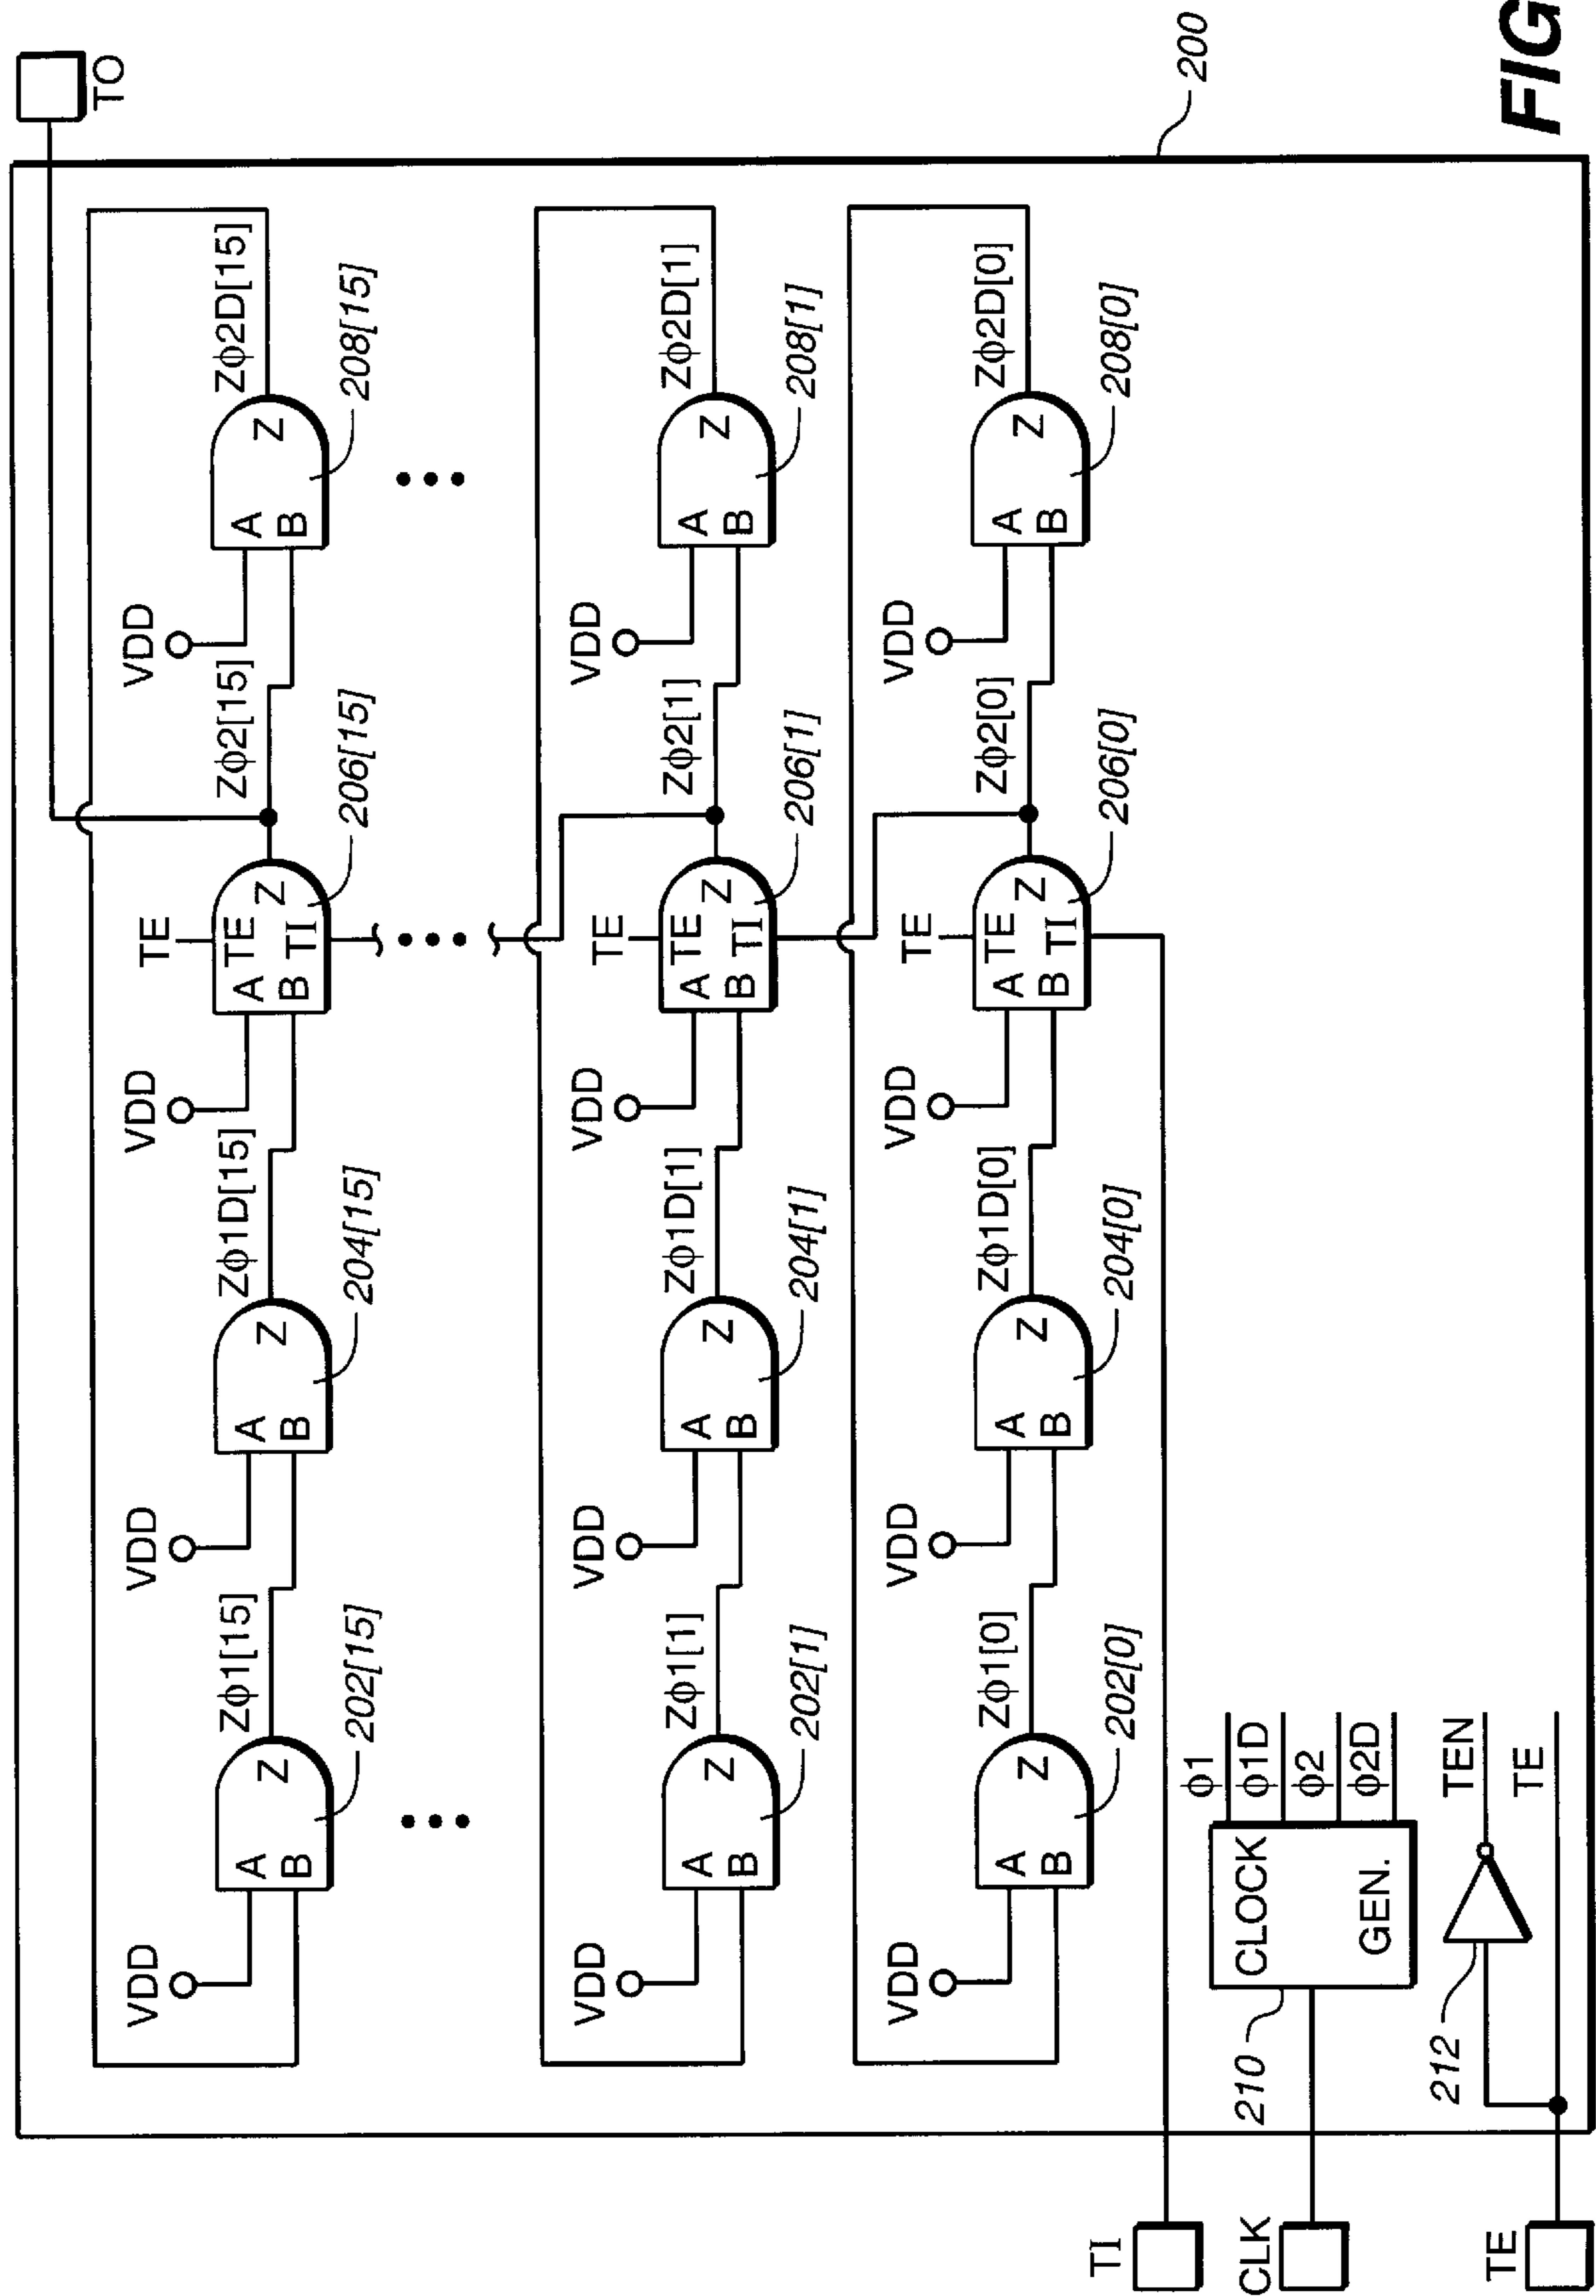 TO
VDD
A
B
Z
202[15]
Zϕ1[15]
VDD
A
B
Z
204[15]
Zϕ1D[15]
VDD
TE
A
TE
B
TI
Z
206[15]
Zϕ2[15]
VDD
A
B
Z
208[15]
Zϕ2D[15]
VDD
A
B
Z
202[1]
Zϕ1[1]
VDD
A
B
Z
204[1]
Zϕ1D[1]
VDD
TE
A
TE
B
TI
Z
206[1]
Zϕ2[1]
VDD
A
B
Z
208[1]
Zϕ2D[1]
VDD
A
B
Z
202[0]
Zϕ1[0]
VDD
A
B
Z
204[0]
Zϕ1D[0]
VDD
TE
A
TE
B
TI
Z
206[0]
Zϕ2[0]
VDD
A
B
Z
208[0]
Zϕ2D[0]
200
TI
CLK
210
CLOCK
GEN.
ϕ1
ϕ1D
ϕ2
ϕ2D
TE
212
TEN
TE
FIG